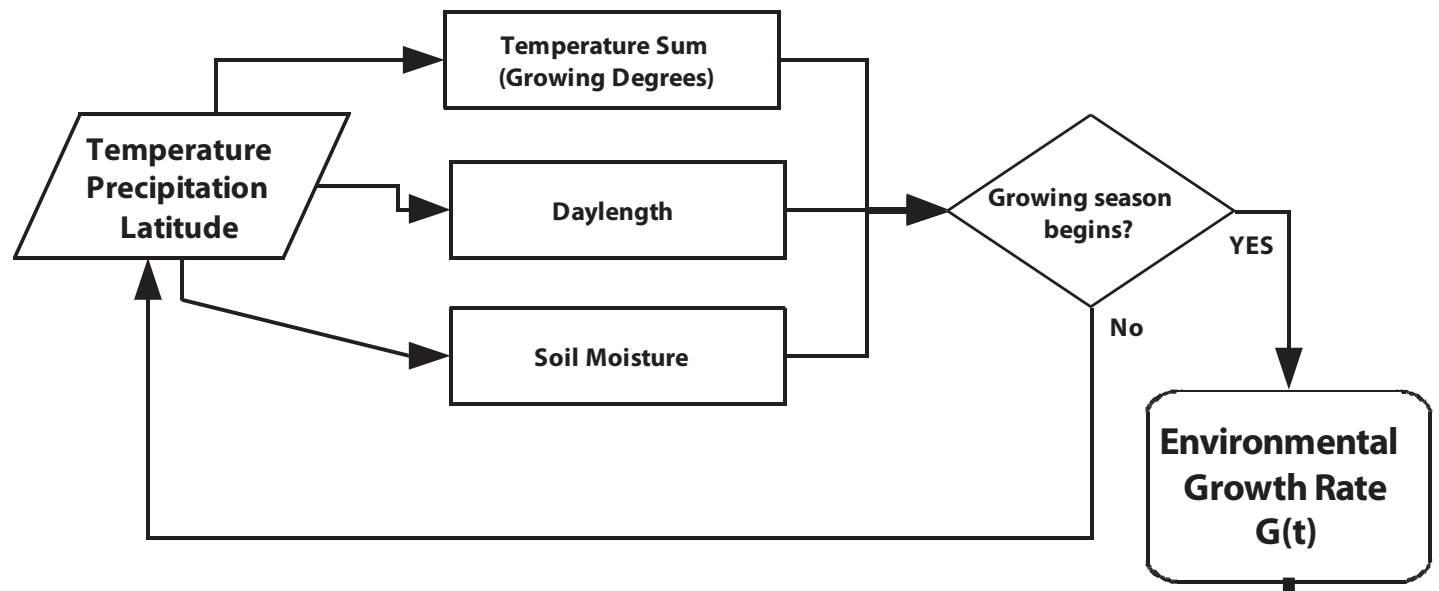 Temperature Sum
(Growing Degrees)
Temperature
Precipitation
Latitude
Daylength
Soil Moisture
Growing season
begins?
YES
No
Environmental
Growth Rate
G(t)